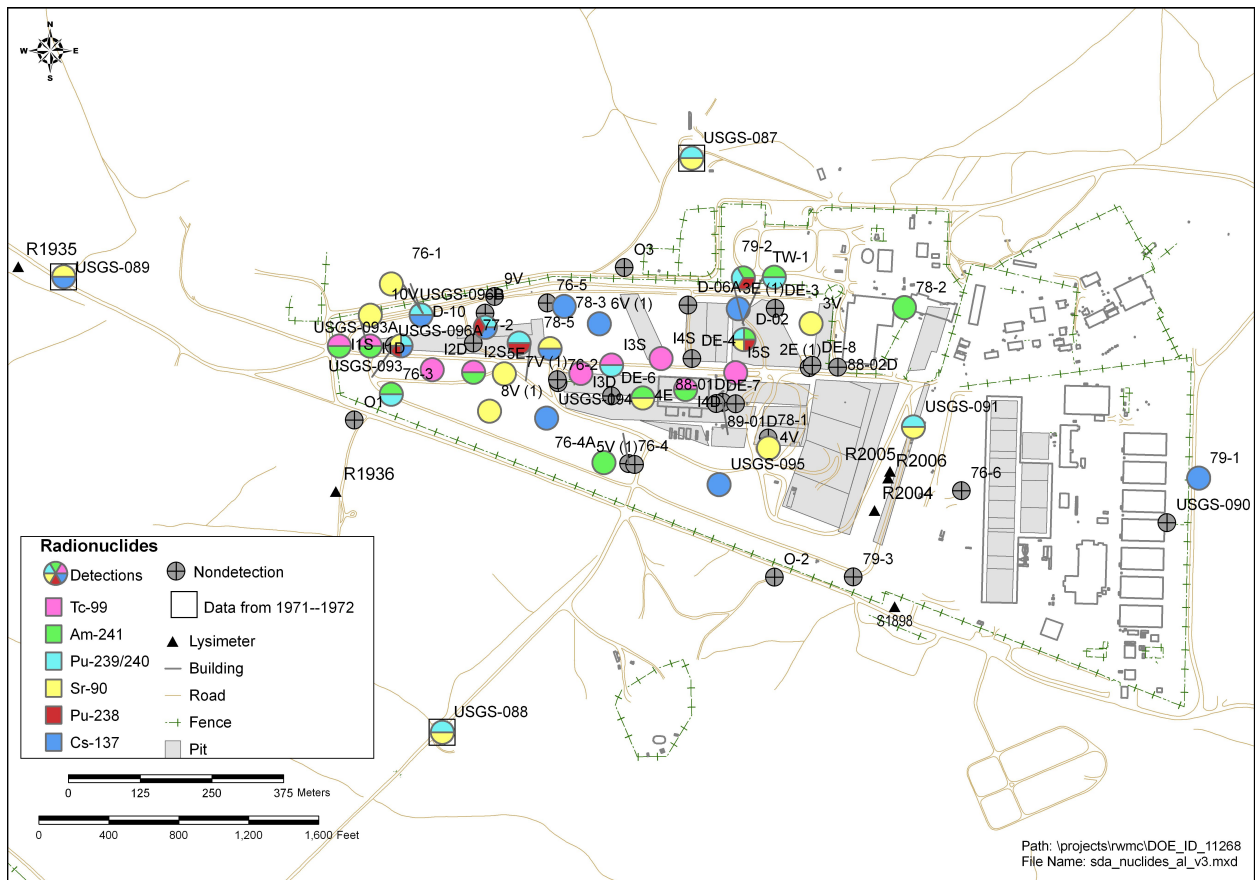 N
W E
S
USGS-087
R1935
USGS-089
76-1
9V
O3
79-2
TW-1
10V
USGS-096B
D-10
76-5
78-3
6V (1)
D-06A
3E (1)
DE-3
3V
78-2
USGS-093A
USGS-096A
77-2
78-5
D-02
I1S
I1D
I2D
I2S
5E
I3S
I4S
DE-4
I5S
2E (1)
DE-8
USGS-093
76-3
7V (1)
76-2
88-02D
8V (1)
I3D
DE-6
88-01D
DE-7
O1
USGS-094
4E
I4D
USGS-091
89-01D
78-1
4V
76-4A
5V (1)
76-4
USGS-095
R2005
R2006
R2004
76-6
79-1
R1936
USGS-090
O-2
79-3
S1898
USGS-088
Radionuclides
Detections
Nondetection
Tc-99
Data from 1971--1972
Am-241
Lysimeter
Pu-239/240
Building
Sr-90
Road
Pu-238
Fence
Cs-137
Pit
0 125 250 375 Meters
0 400 800 1,200 1,600 Feet
Path: \projects\rwmc\DOE_ID_11268
File Name: sda_nuclides_al_v3.mxd